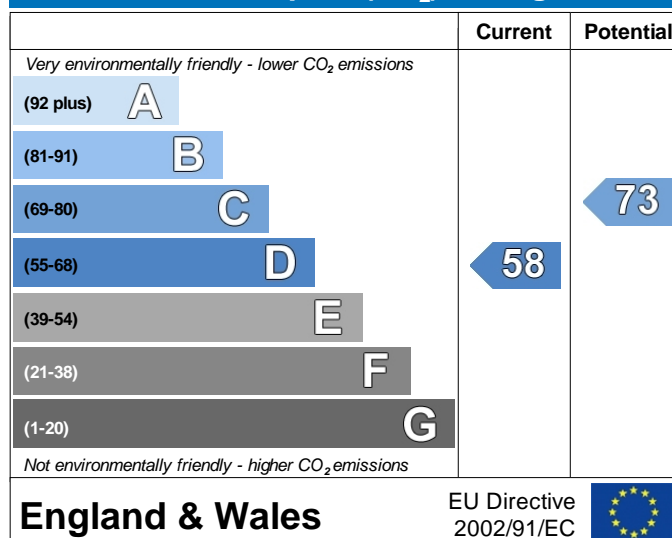 Current Potential
Very environmentally friendly - lower CO₂ emissions
(92 plus) A
(81-91) B
(69-80) C 73
(55-68) D 58
(39-54) E
(21-38) F
(1-20) G
Not environmentally friendly - higher CO₂ emissions
England & Wales
EU Directive
2002/91/EC